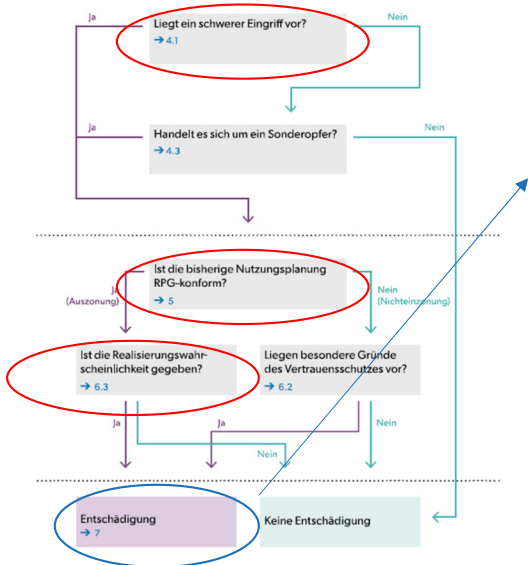 Ja
Liegt ein schwerer Eingriff vor?
→ 4.1
Nein
Ja
Handelt es sich um ein Sonderopfer?
→ 4.3
Nein
Ist die bisherige Nutzungsplanung
RPG-konform?
→ 5
Ja
(Auszonung)
Nein
(Nichteinzonung)
Ist die Realisierungswahr-
scheinlichkeit gegeben?
→ 6.3
Liegen besondere Gründe
des Vertrauensschutzes vor?
→ 6.2
Ja
Ja
Nein
Nein
Entschädigung
→ 7
Keine Entschädigung